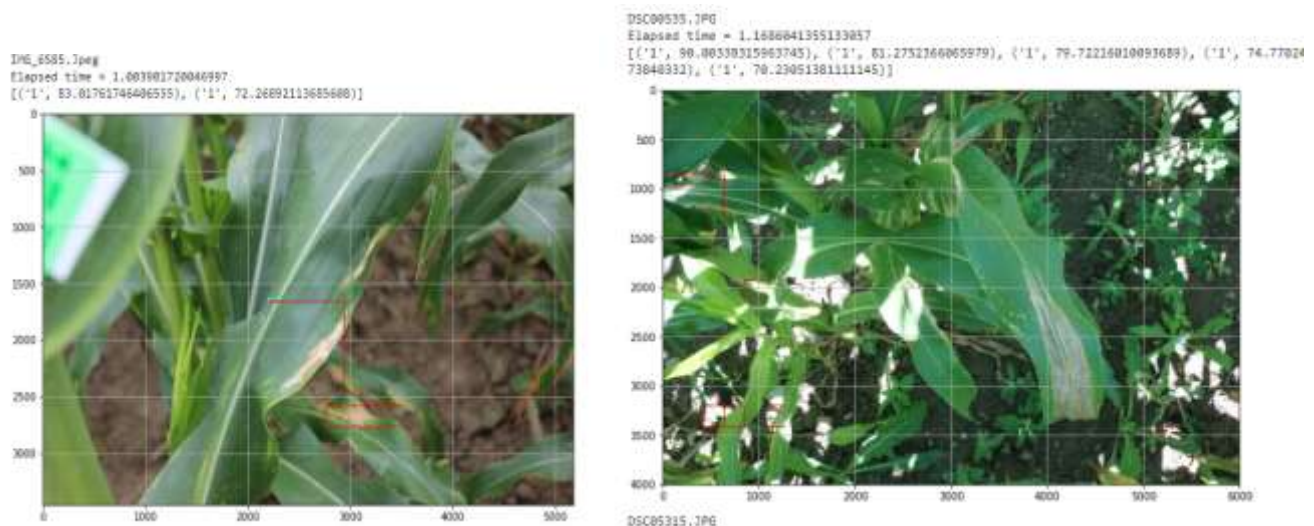 IMG_6585.Jpeg
Elapsed time = 1.003901720046997
[('1', 83.01761746406555), ('1', 72.26892113685608)]
0
500
1000
1500
2000
2500
3000
0 1000 2000 3000 4000 5000
DSC00535.JPG
Elapsed time = 1.1686041355133057
[('1', 90.00338315963745), ('1', 81.2752366065979), ('1', 79.72216010093689), ('1', 74.77024
73840332), ('1', 70.23051381111145)]
0
500
1000
1500
2000
2500
3000
3500
4000
0 1000 2000 3000 4000 5000 6000
DSC05315.JPG